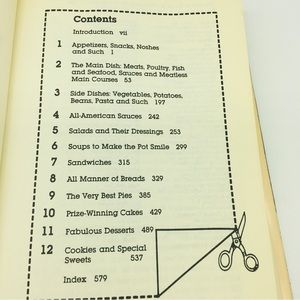 Contents
Introduction vii
1 Appetizers, Snacks, Noshes
and Such 1
2 The Main Dish: Meats, Poultry, Fish
and Seafood, Sauces and Meatless
Main Courses 53
3 Side Dishes: Vegetables, Potatoes,
Beans, Pasta and Such 197
4 All-American Sauces 242
5 Salads and Their Dressings 253
6 Soups to Make the Pot Smile 299
7 Sandwiches 315
8 All Manner of Breads 329
9 The Very Best Pies 385
10 Prize-Winning Cakes 429
11 Fabulous Desserts 489
12 Cookies and Special
Sweets 537
Index 579